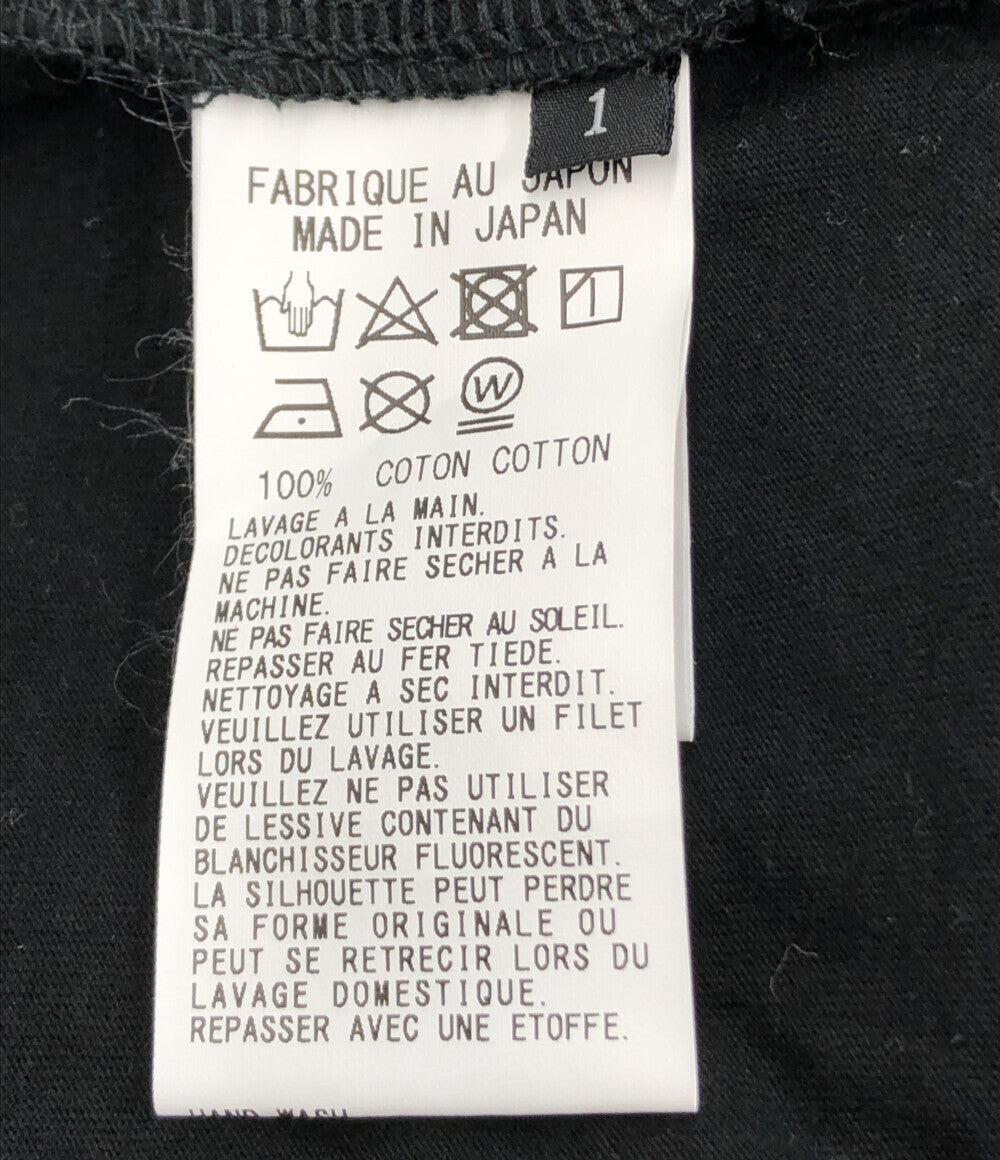 1
FABRIQUE AU JAPON
MADE IN JAPAN
W
100% COTON COTTON
LAVAGE A LA MAIN.
DECOLORANTS INTERDITS.
NE PAS FAIRE SECHER A LA
MACHINE.
NE PAS FAIRE SECHER AU SOLEIL.
REPASSER AU FER TIEDE.
NETTOYAGE A SEC INTERDIT.
VEUILLEZ UTILISER UN FILET
LORS DU LAVAGE.
VEUILLEZ NE PAS UTILISER
DE LESSIVE CONTENANT DU
BLANCHISSEUR FLUORESCENT.
LA SILHOUETTE PEUT PERDRE
SA FORME ORIGINALE OU
PEUT SE RETRECIR LORS DU
LAVAGE DOMESTIQUE.
REPASSER AVEC UNE ETOFFE.
HAND WASH